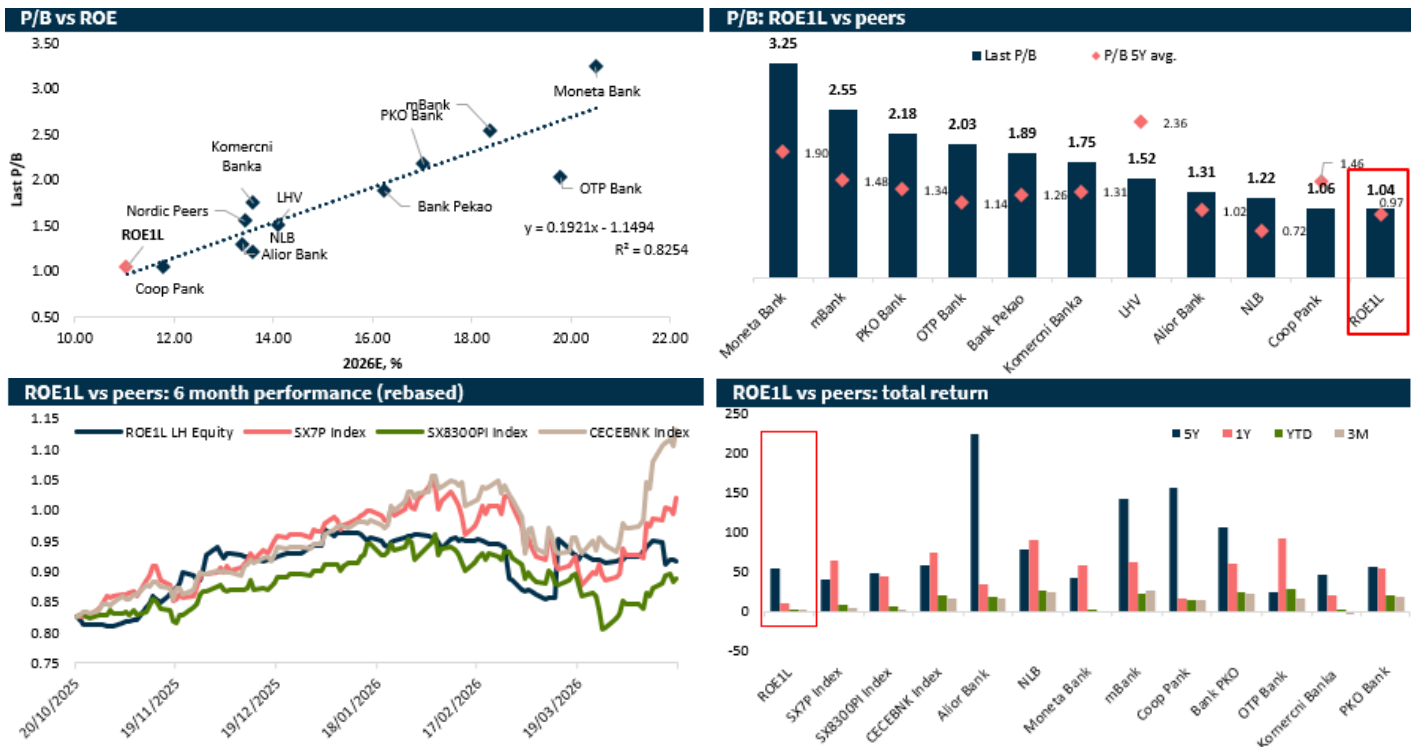 P/B vs ROE
3.50
3.00
2.50
2.00
1.50
1.00
0.50
Last P/B
10.00 12.00 14.00 16.00 18.00 20.00 22.00
2026E, %
Moneta Bank
mBank
PKO Bank
Komercni
Banka
OTP Bank
LHV
Nordic Peers
Bank Pekao
ROE1L
NLB
Alior Bank
Coop Pank
y = 0.1921x - 1.1494
R² = 0.8254
P/B: ROE1L vs peers
Last P/B P/B 5Y avg.
3.25 2.55 2.18 2.03 1.89 1.75 1.52 1.31 1.22 1.06 1.04
1.90 1.48 1.34 1.14 1.26 1.31 2.36 1.02 0.72 1.46 0.97
Moneta Bank
mBank
PKO Bank
OTP Bank
Bank Pekao
Komercni Banka
LHV
Alior Bank
NLB
Coop Pank
ROE1L
ROE1L vs peers: 6 month performance (rebased)
ROE1L LH Equity SX7P Index SX8300PI Index CECEBNK Index
1.15
1.10
1.05
1.00
0.95
0.90
0.85
0.80
0.75
20/10/2025
19/11/2025
19/12/2025
18/01/2026
17/02/2026
19/03/2026
ROE1L vs peers: total return
5Y 1Y YTD 3M
250
200
150
100
50
0
-50
ROE1L
SX7P Index
SX8300PI Index
CECEBNK Index
Alior Bank
NLB
Moneta Bank
mBank
Coop Pank
Bank PKO
OTP Bank
Komercni Banka
PKO Bank